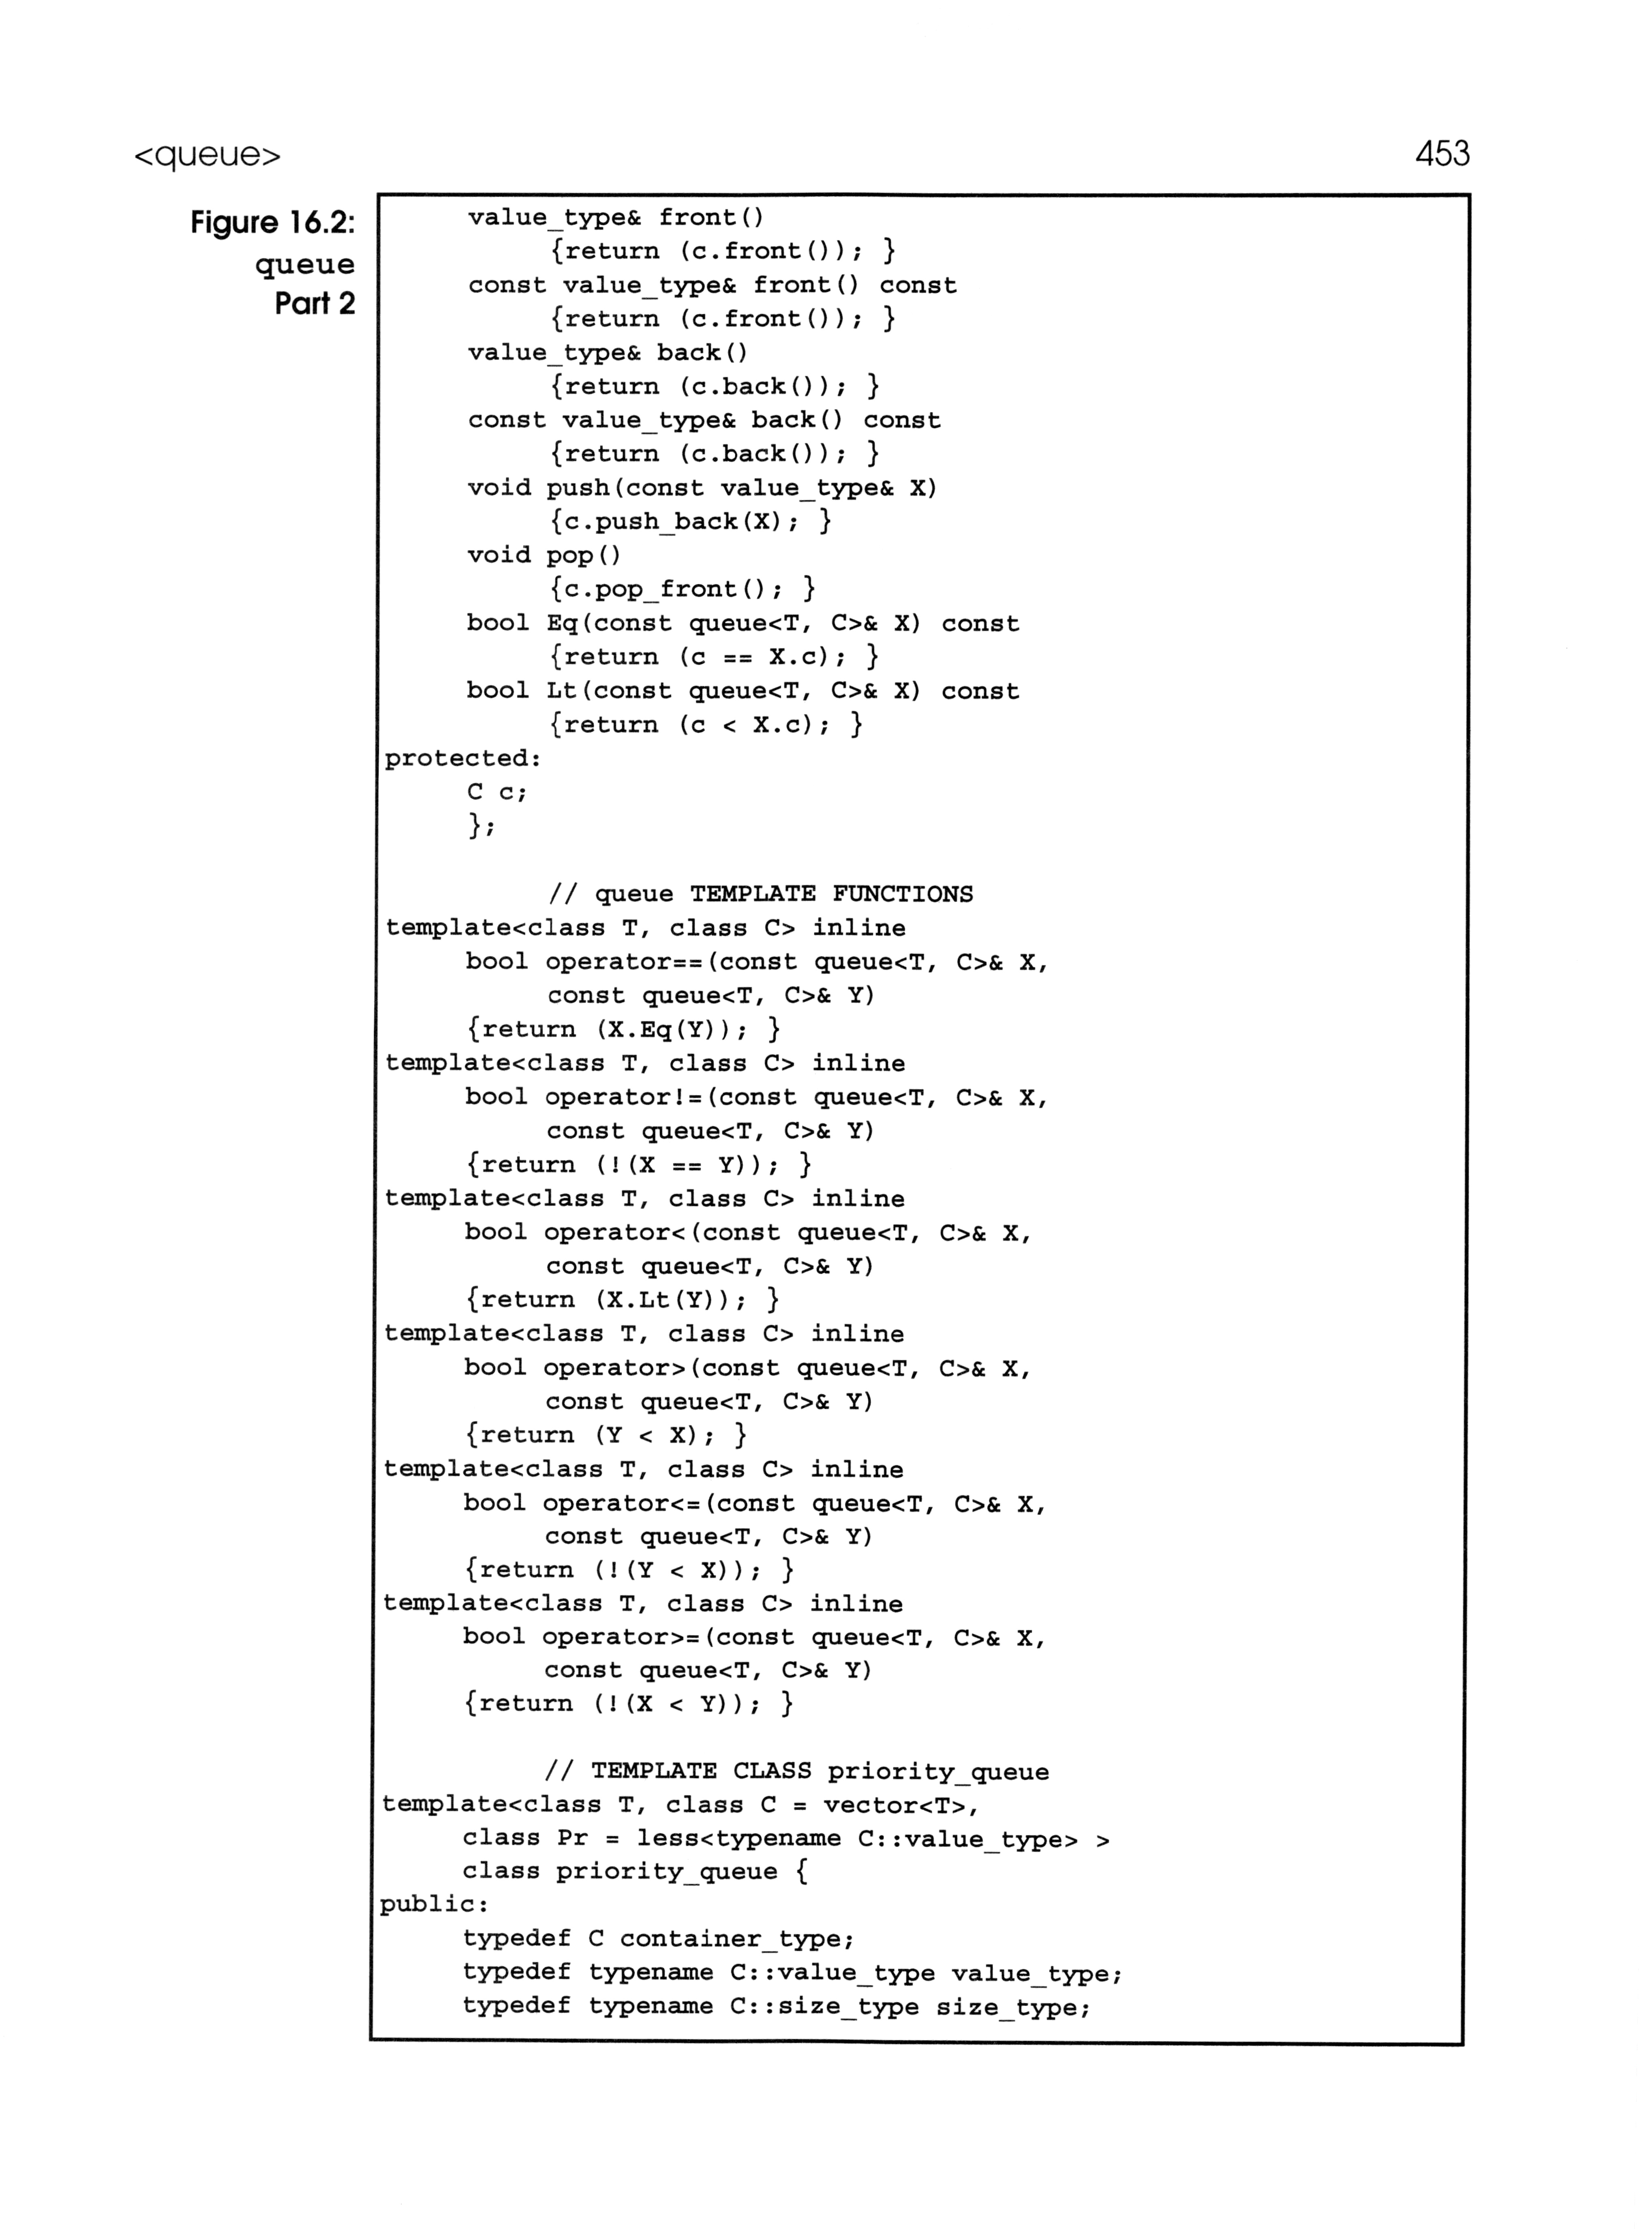 <queue>
453
Figure 16.2:
queue
Part 2
value_type& front()
{return (c.front()); }
const value_type& front() const
{return (c.front()); }
value_type& back()
{return (c.back()); }
const value_type& back() const
{return (c.back()); }
void push(const value_type& X)
{c.push_back(X); }
void pop()
{c.pop_front(); }
bool Eq(const queue<T, C>& X) const
{return (c == X.c); }
bool Lt(const queue<T, C>& X) const
{return (c < X.c); }
protected:
C c;
};
// queue TEMPLATE FUNCTIONS
template<class T, class C> inline
bool operator==(const queue<T, C>& X,
const queue<T, C>& Y)
{return (X.Eq(Y)); }
template<class T, class C> inline
bool operator!=(const queue<T, C>& X,
const queue<T, C>& Y)
{return (!(X == Y)); }
template<class T, class C> inline
bool operator<(const queue<T, C>& X,
const queue<T, C>& Y)
{return (X.Lt(Y)); }
template<class T, class C> inline
bool operator>(const queue<T, C>& X,
const queue<T, C>& Y)
{return (Y < X); }
template<class T, class C> inline
bool operator<=(const queue<T, C>& X,
const queue<T, C>& Y)
{return (!(Y < X)); }
template<class T, class C> inline
bool operator>=(const queue<T, C>& X,
const queue<T, C>& Y)
{return (!(X < Y)); }
// TEMPLATE CLASS priority_queue
template<class T, class C = vector<T>,
class Pr = less<typename C::value_type> >
class priority_queue {
public:
typedef C container_type;
typedef typename C::value_type value_type;
typedef typename C::size_type size_type;